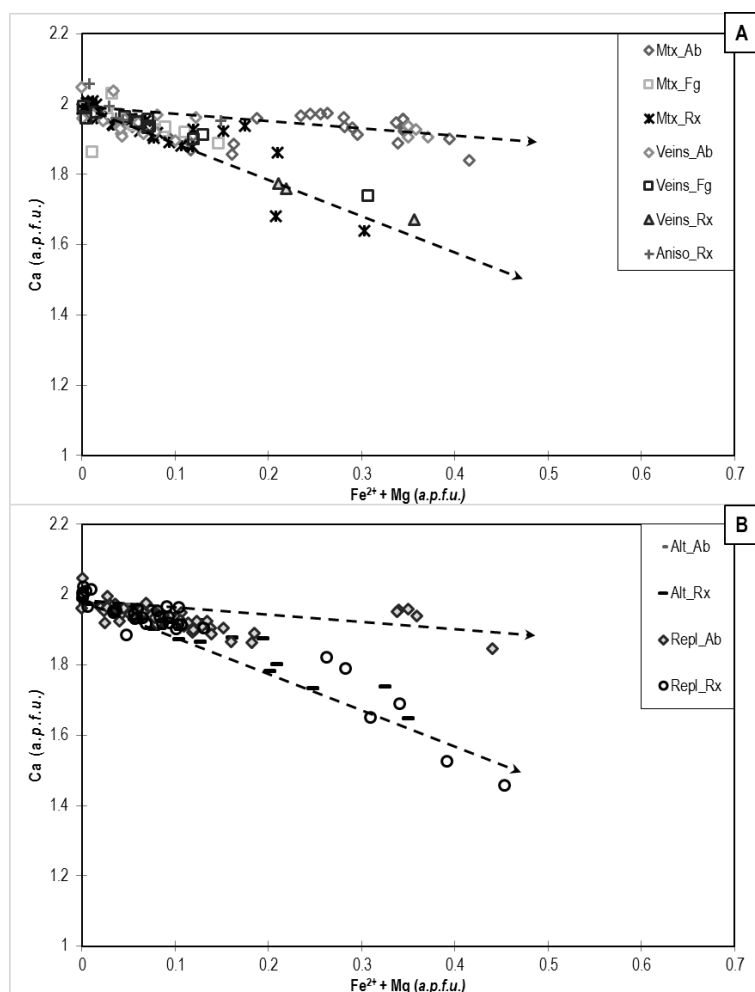 A
2.2
2
1.8
1.6
1.4
1.2
1
Ca (a.p.f.u.)
0
0.1
0.2
0.3
0.4
0.5
0.6
0.7
Fe²⁺ + Mg (a.p.f.u.)
Mtx_Ab
Mtx_Fg
Mtx_Rx
Veins_Ab
Veins_Fg
Veins_Rx
Aniso_Rx
B
2.2
2
1.8
1.6
1.4
1.2
1
Ca (a.p.f.u.)
0
0.1
0.2
0.3
0.4
0.5
0.6
0.7
Fe²⁺ + Mg (a.p.f.u.)
Alt_Ab
Alt_Rx
Repl_Ab
Repl_Rx